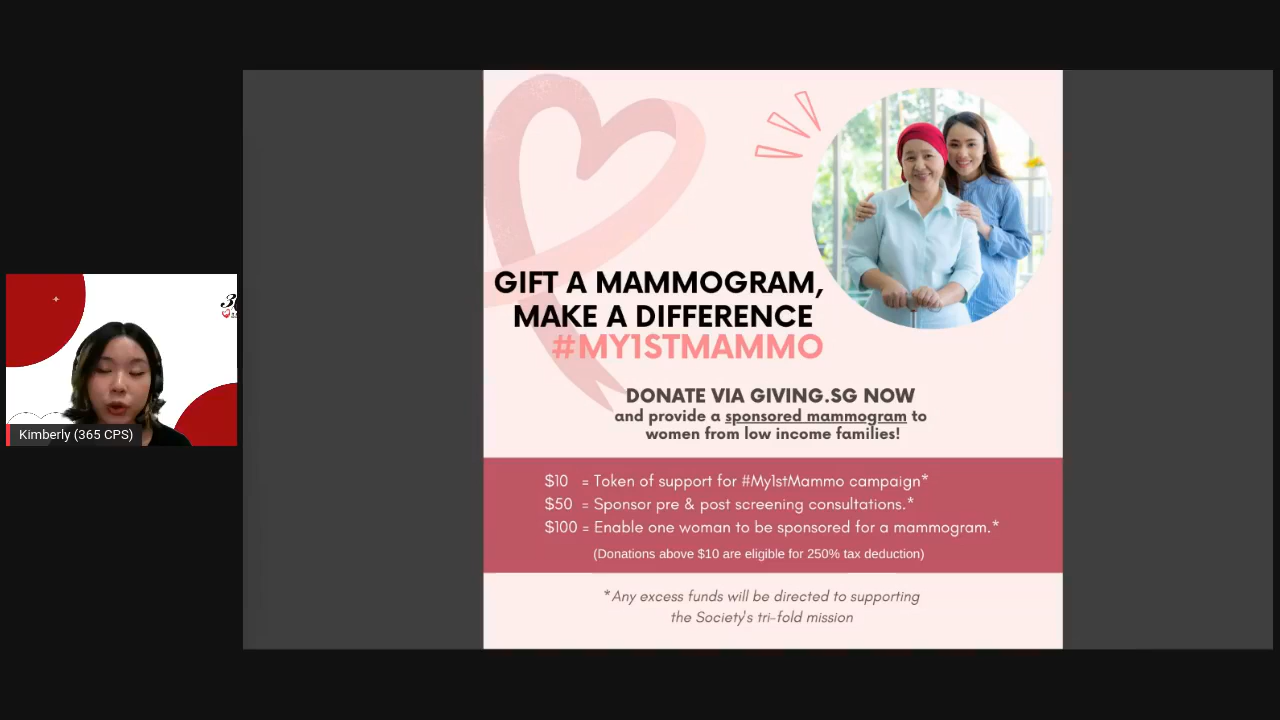 GIFT A MAMMOGRAM,
MAKE A DIFFERENCE
#MY1STMAMMO
DONATE VIA GIVING.SG NOW
and provide a sponsored mammogram to
women from low income families!
$10 = Token of support for #My1stMammo campaign*
$50 = Sponsor pre & post screening consultations.*
$100 = Enable one woman to be sponsored for a mammogram.*
(Donations above $10 are eligible for 250% tax deduction)
*Any excess funds will be directed to supporting
the Society's tri-fold mission
Kimberly (365 CPS)